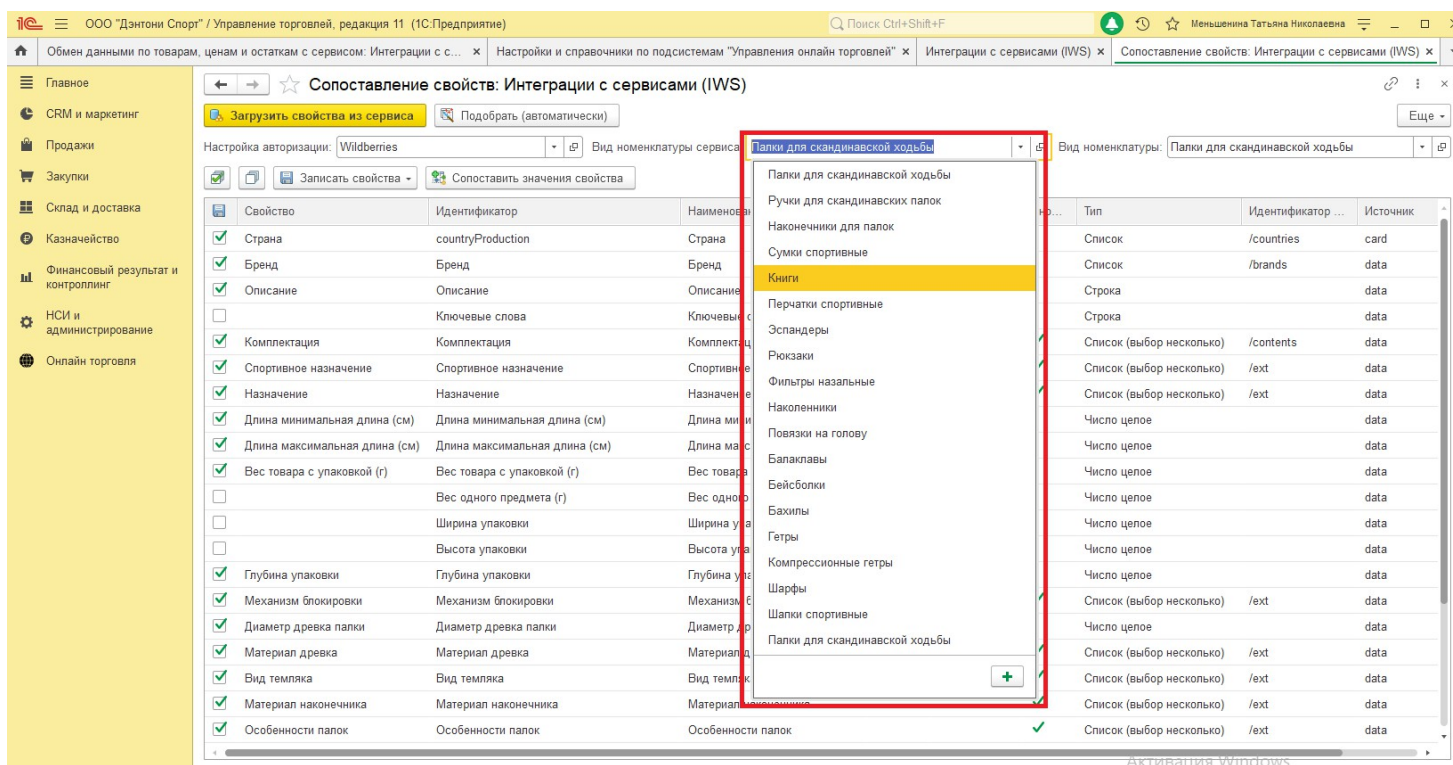 1С ООО "Дэнтони Спорт" / Управление торговлей, редакция 11 (1С:Предприятие) Поиск Ctrl+Shift+F Меньшенина Татьяна Николаевна
Обмен данными по товарам, ценам и остаткам с сервисом: Интеграции с с... × Настройки и справочники по подсистемам "Управления онлайн торговлей" × Интеграции с сервисами (IWS) × Сопоставление свойств: Интеграции с сервисами (IWS) ×
Главное
CRM и маркетинг
Продажи
Закупки
Склад и доставка
Казначейство
Финансовый результат и
контроллинг
НСИ и
администрирование
Онлайн торговля
Сопоставление свойств: Интеграции с сервисами (IWS)
Загрузить свойства из сервиса Подобрать (автоматически) Еще
Настройка авторизации: Wildberries Вид номенклатуры сервиса Палки для скандинавской ходьбы Вид номенклатуры: Палки для скандинавской ходьбы
Записать свойства Сопоставить значения свойства
Свойство Идентификатор Тип Идентификатор ... Источник
Страна countryProduction Страна Список /countries card
Бренд Бренд Бренд Список /brands data
Описание Описание Описание Строка data
Ключевые слова Строка data
Комплектация Комплектация Список (выбор несколько) /contents data
Спортивное назначение Спортивное назначение Список (выбор несколько) /ext data
Назначение Назначение Список (выбор несколько) /ext data
Длина минимальная длина (см) Длина минимальная длина (см) Длина Число целое data
Длина максимальная длина (см) Длина максимальная длина (см) Длина Число целое data
Вес товара с упаковкой (г) Вес товара с упаковкой (г) Вес Число целое data
Вес одного предмета (г) Вес Число целое data
Ширина упаковки Ширина Число целое data
Высота упаковки Высота Число целое data
Глубина упаковки Глубина упаковки Глубина Число целое data
Механизм блокировки Механизм блокировки Механизм Список (выбор несколько) /ext data
Диаметр древка палки Диаметр древка палки Диаметр Число целое data
Материал древка Материал древка Материал Список (выбор несколько) /ext data
Вид темляка Вид темляка Вид Список (выбор несколько) /ext data
Материал наконечника Материал наконечника Материал Список (выбор несколько) /ext data
Особенности палок Особенности палок Особенности палок Список (выбор несколько) /ext data
Палки для скандинавской ходьбы
Ручки для скандинавских палок
Наконечники для палок
Сумки спортивные
Книги
Перчатки спортивные
Эспандеры
Рюкзаки
Фильтры назальные
Наколенники
Повязки на голову
Балаклавы
Бейсболки
Бахилы
Гетры
Компрессионные гетры
Шарфы
Шапки спортивные
Палки для скандинавской ходьбы
Активация Windows